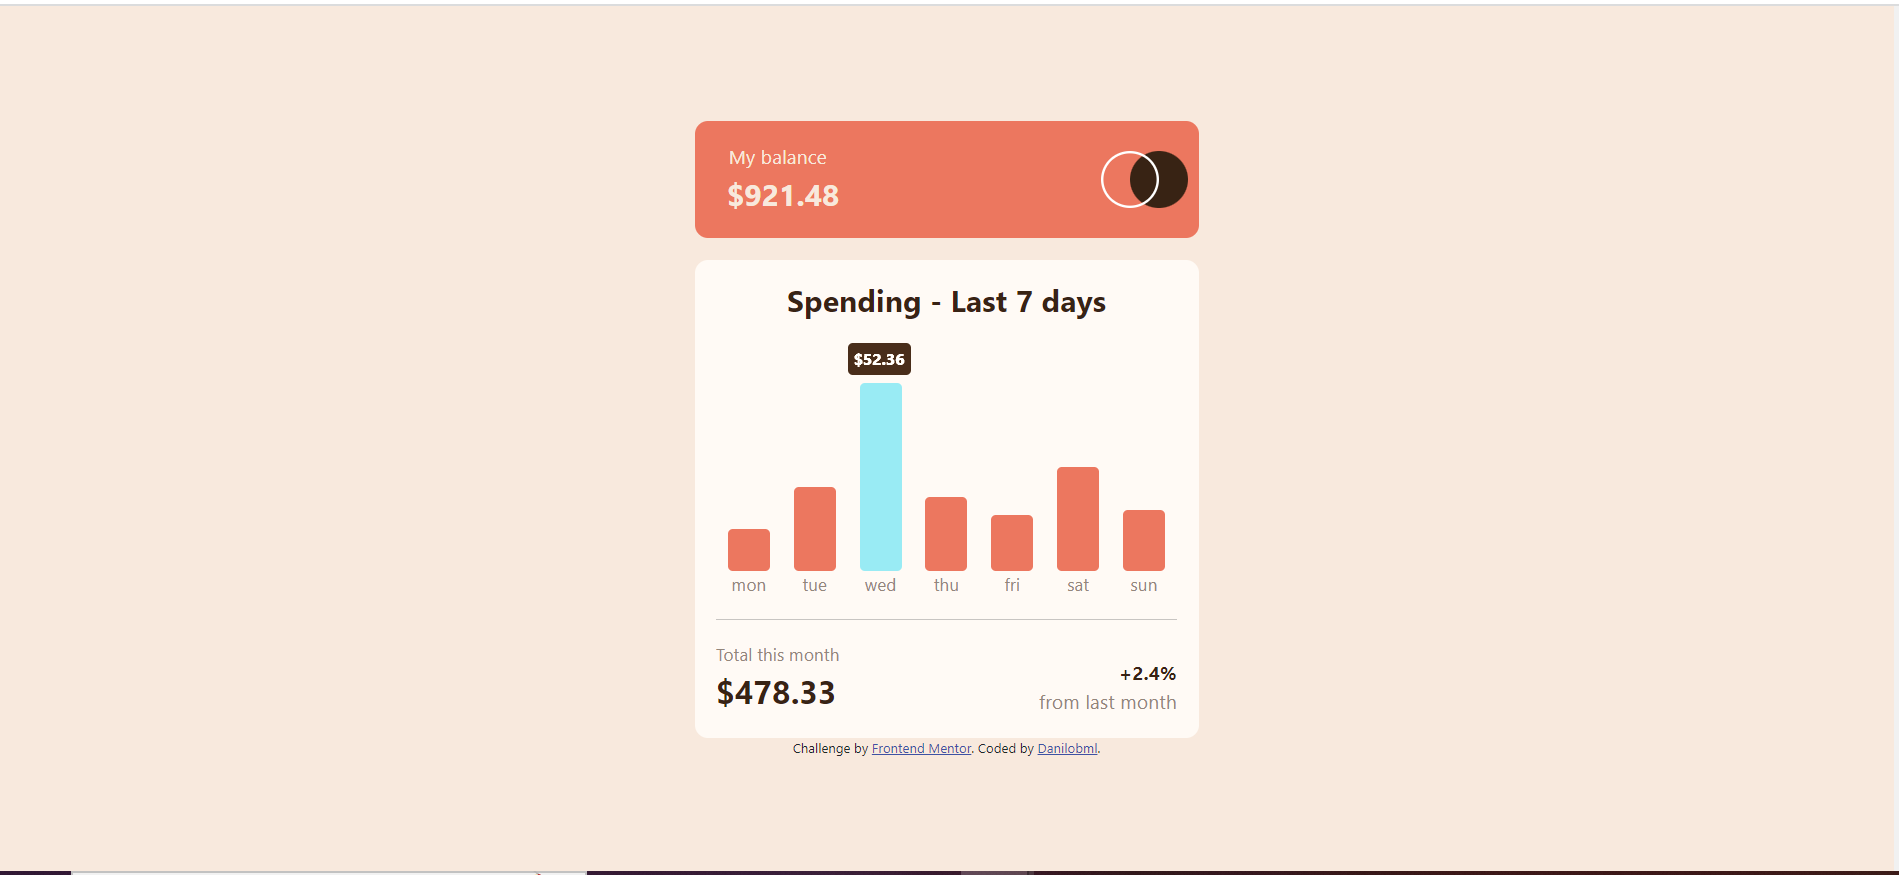 My balance
$921.48
Spending - Last 7 days
$52.36
mon tue wed thu fri sat sun
Total this month
$478.33
+2.4%
from last month
Challenge by Frontend Mentor. Coded by Danilobml.